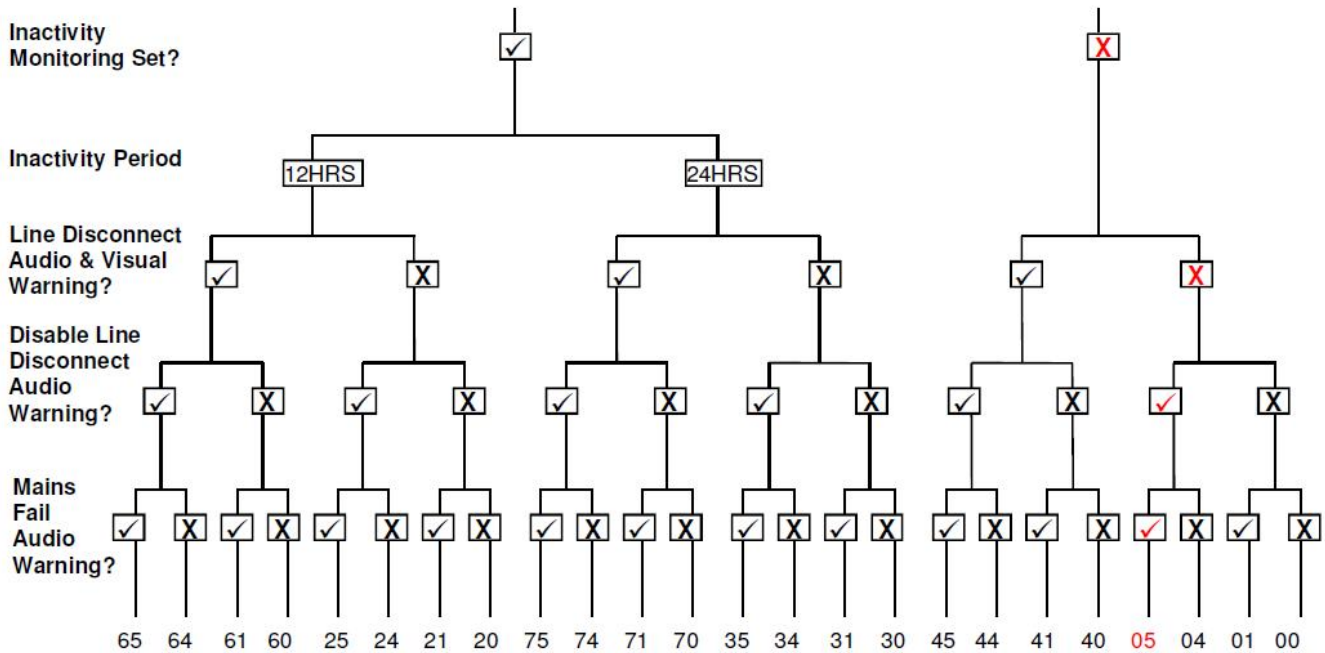 Inactivity
Monitoring Set?
✓ X
Inactivity Period
12HRS 24HRS
Line Disconnect
Audio & Visual
Warning?
✓ X ✓ X ✓ X
Disable Line
Disconnect
Audio
Warning?
✓ X ✓ X ✓ X ✓ X ✓ X ✓ X
Mains
Fail
Audio
Warning?
✓ X ✓ X ✓ X ✓ X ✓ X ✓ X ✓ X ✓ X ✓ X ✓ X ✓ X ✓ X
65 64 61 60 25 24 21 20 75 74 71 70 35 34 31 30 45 44 41 40 05 04 01 00